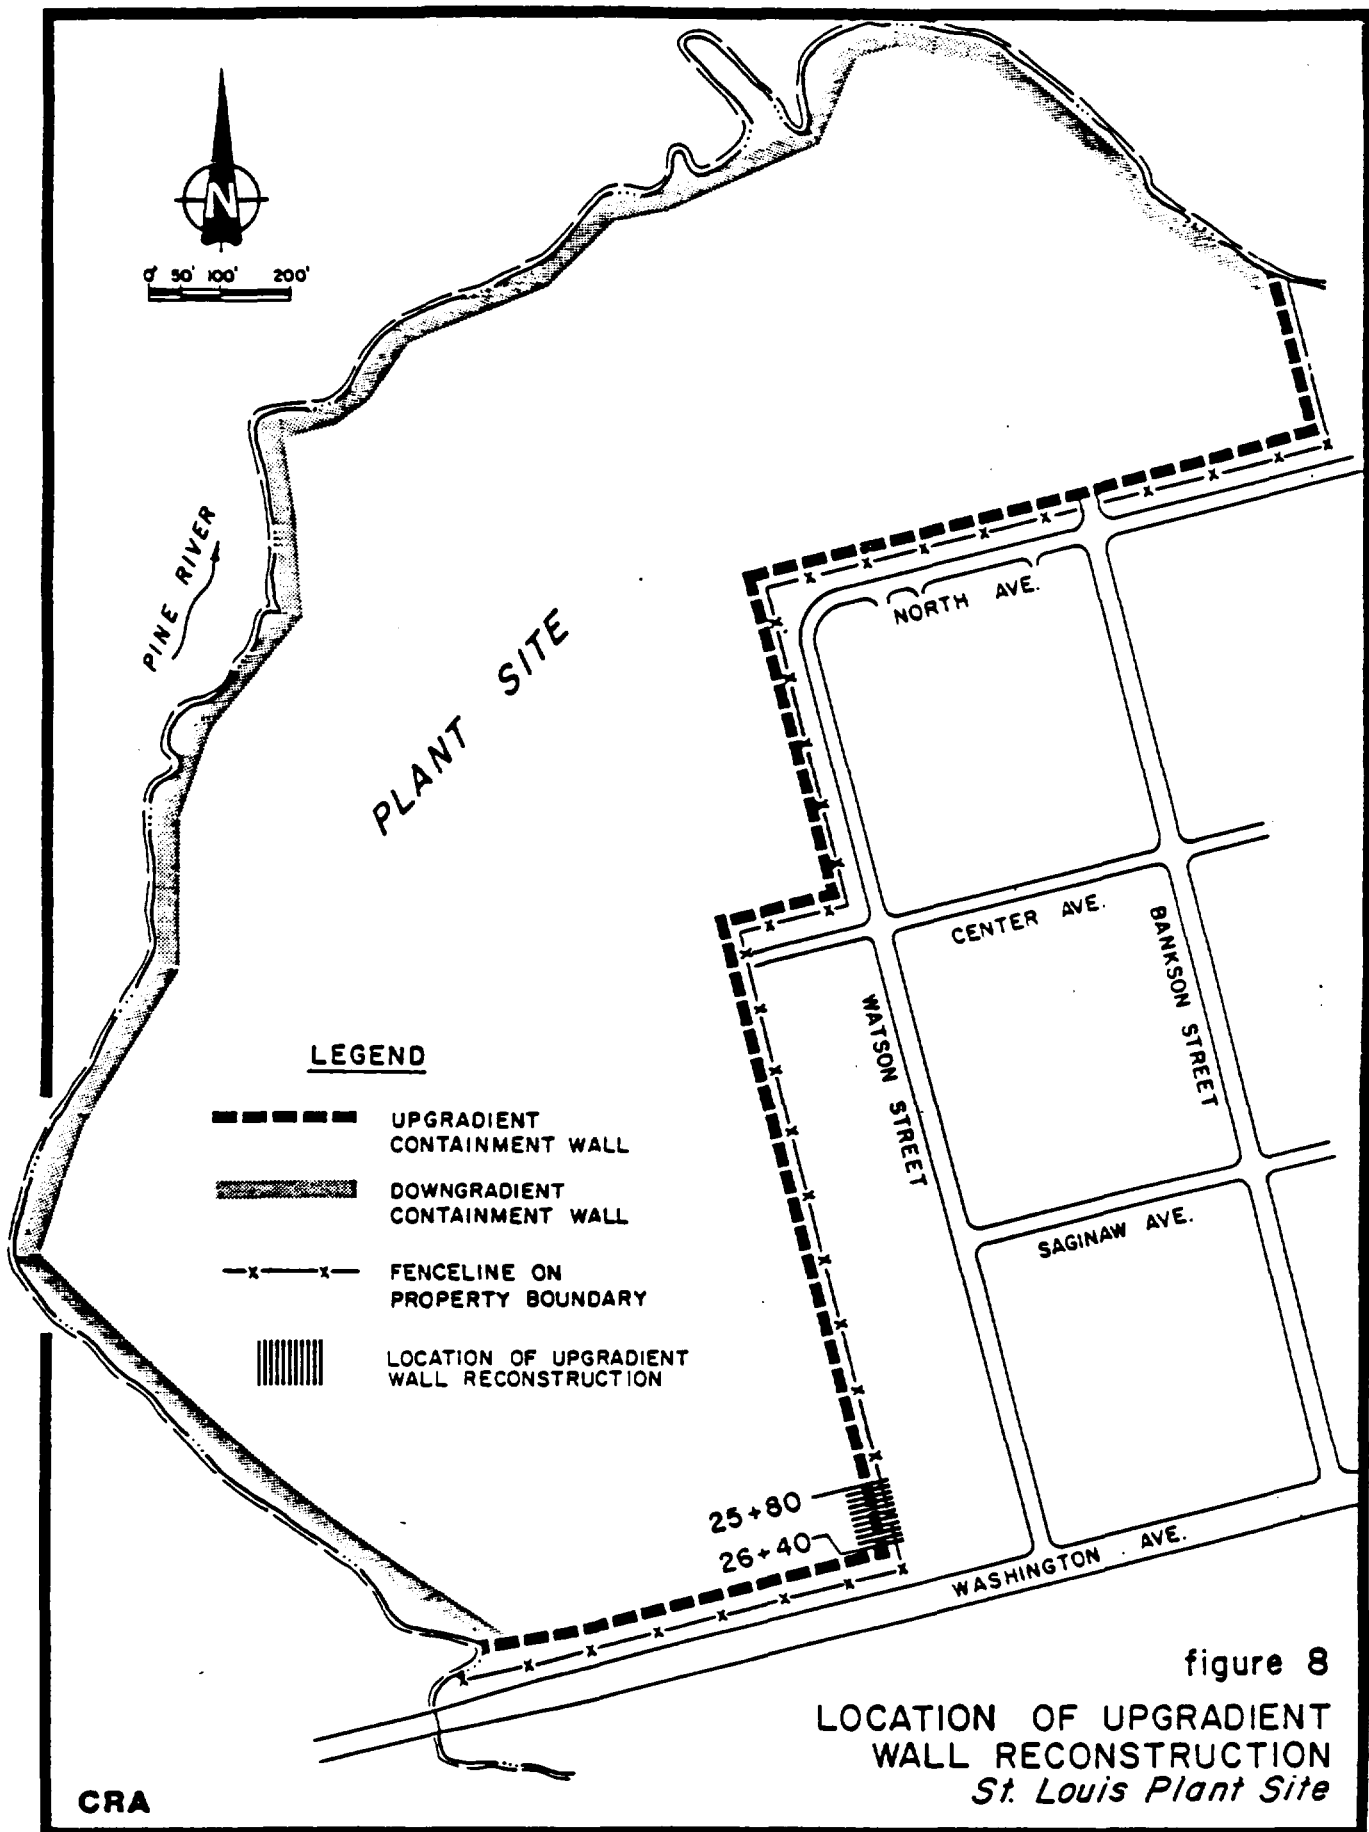 N
0' 50' 100' 200'
PINE RIVER
PLANT SITE
NORTH AVE.
CENTER AVE.
BANKSON STREET
WATSON STREET
SAGINAW AVE.
LEGEND
UPGRADIENT
CONTAINMENT WALL
DOWNGRADIENT
CONTAINMENT WALL
FENCELINE ON
PROPERTY BOUNDARY
LOCATION OF UPGRADIENT
WALL RECONSTRUCTION
25+80
26+40
WASHINGTON AVE.
figure 8
LOCATION OF UPGRADIENT
WALL RECONSTRUCTION
St. Louis Plant Site
CRA